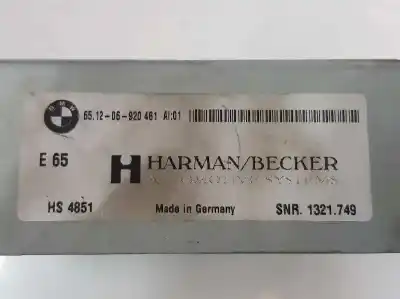 BMW
65.12-06-920 461 AI:01
E 65
HARMAN/BECKER
SYSTEMS
HS 4851 Made in Germany SNR. 1321.749